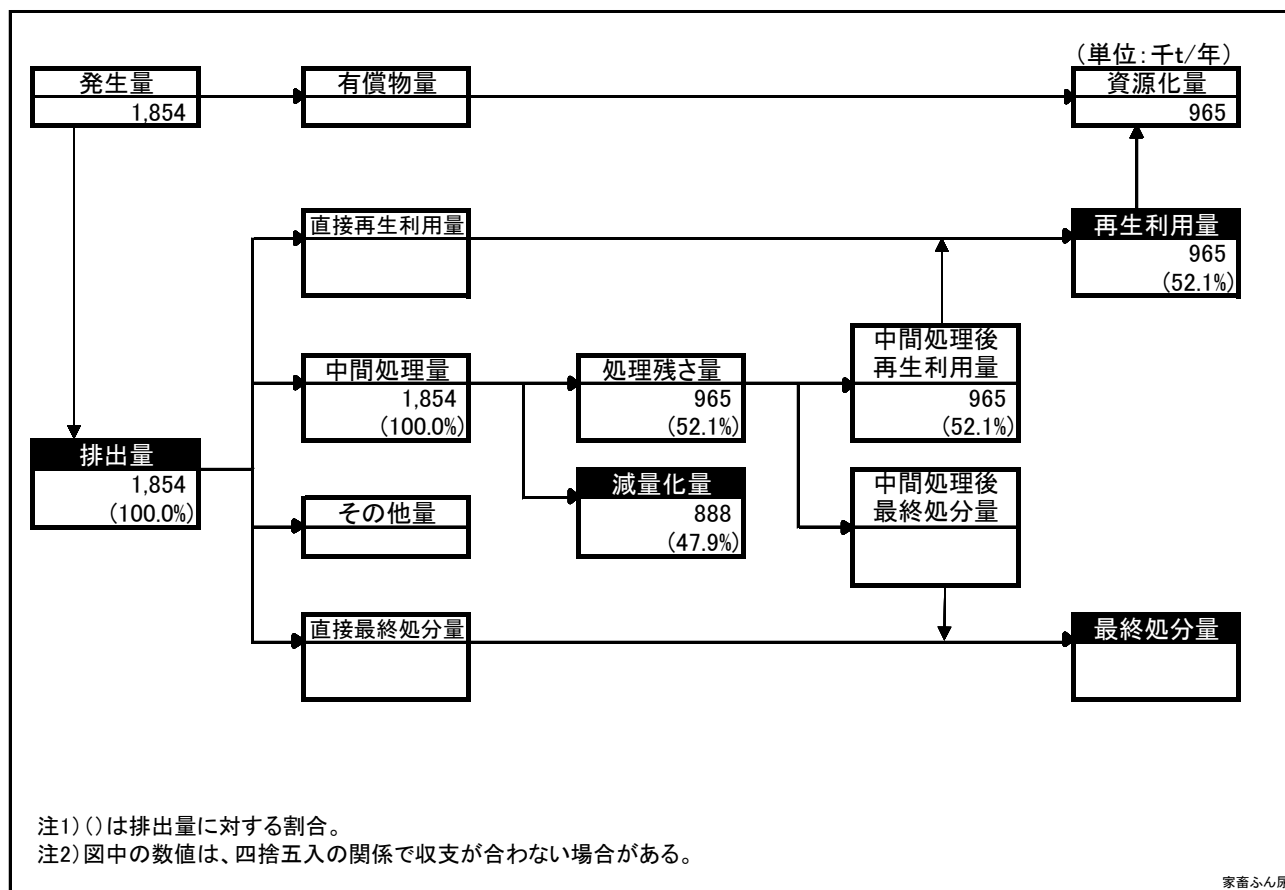 (単位:千t/年)
発生量
1,854
有償物量
資源化量
965
直接再生利用量
再生利用量
965
(52.1%)
中間処理量
1,854
(100.0%)
処理残さ量
965
(52.1%)
中間処理後
再生利用量
965
(52.1%)
排出量
1,854
(100.0%)
その他量
減量化量
888
(47.9%)
中間処理後
最終処分量
直接最終処分量
最終処分量
注1)()は排出量に対する割合。
注2)図中の数値は、四捨五入の関係で収支が合わない場合がある。
家畜ふん尿